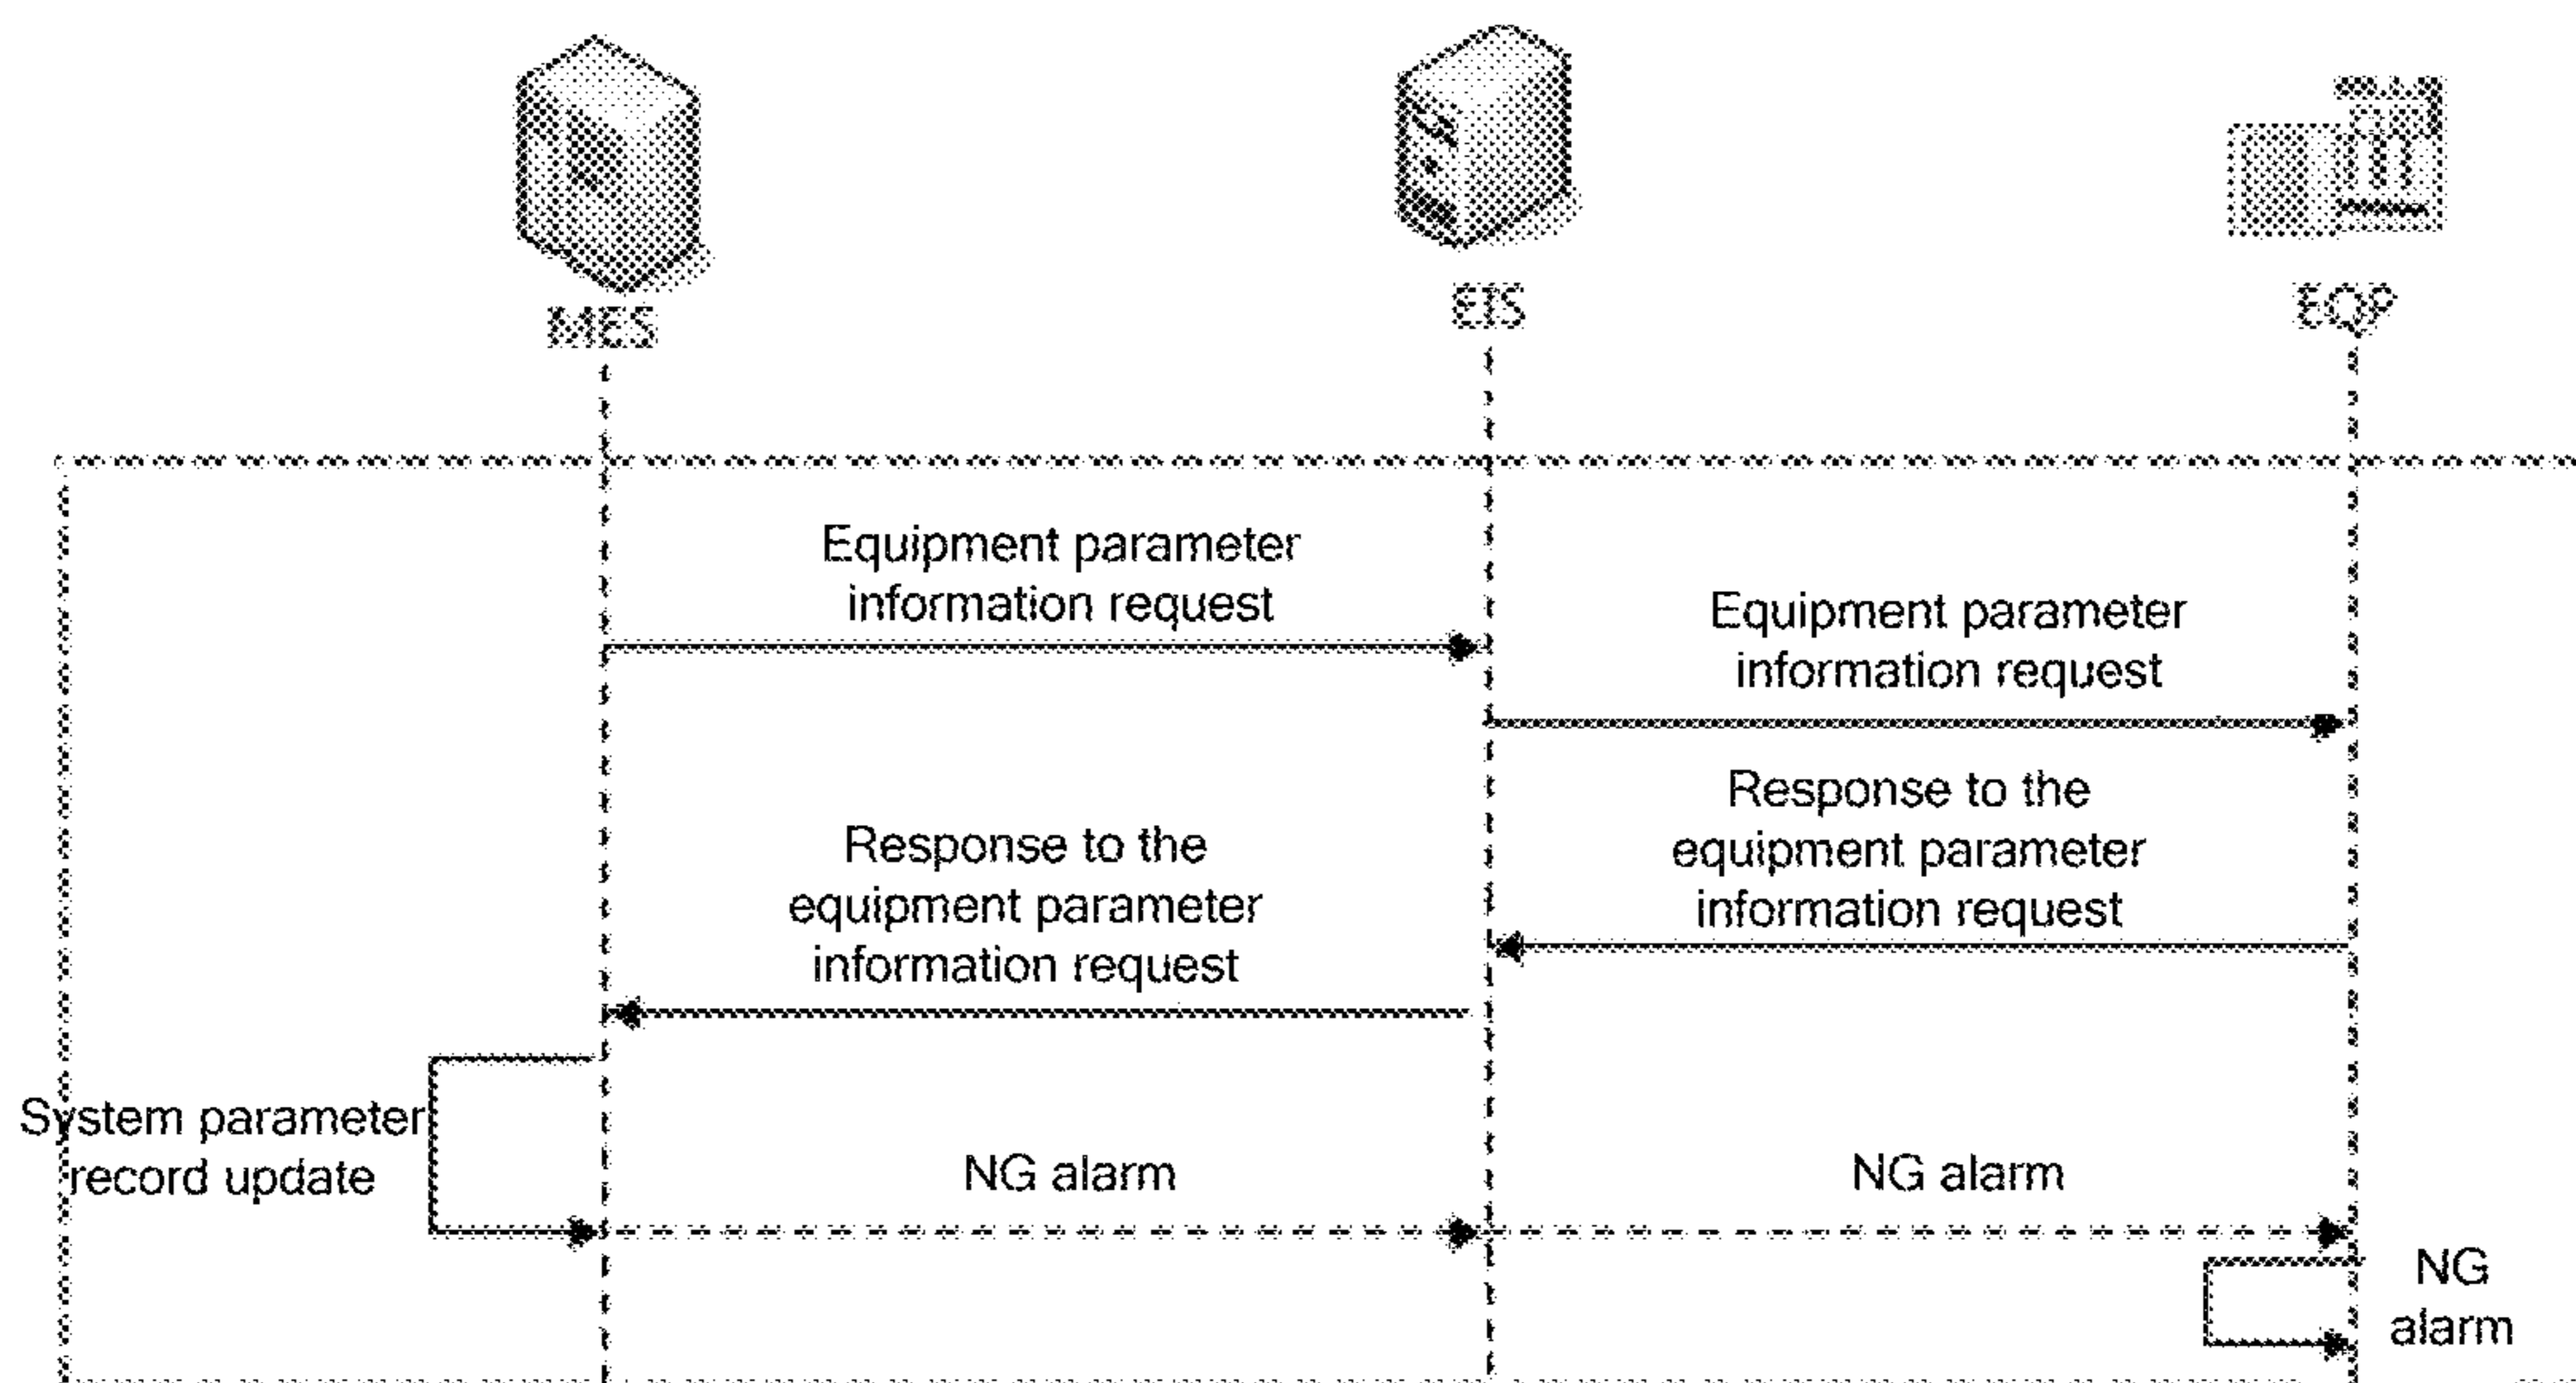 MES
EIS
EQP
Equipment parameter
information request
Equipment parameter
information request
Response to the
equipment parameter
information request
Response to the
equipment parameter
information request
System parameter
record update
NG alarm
NG alarm
NG
alarm